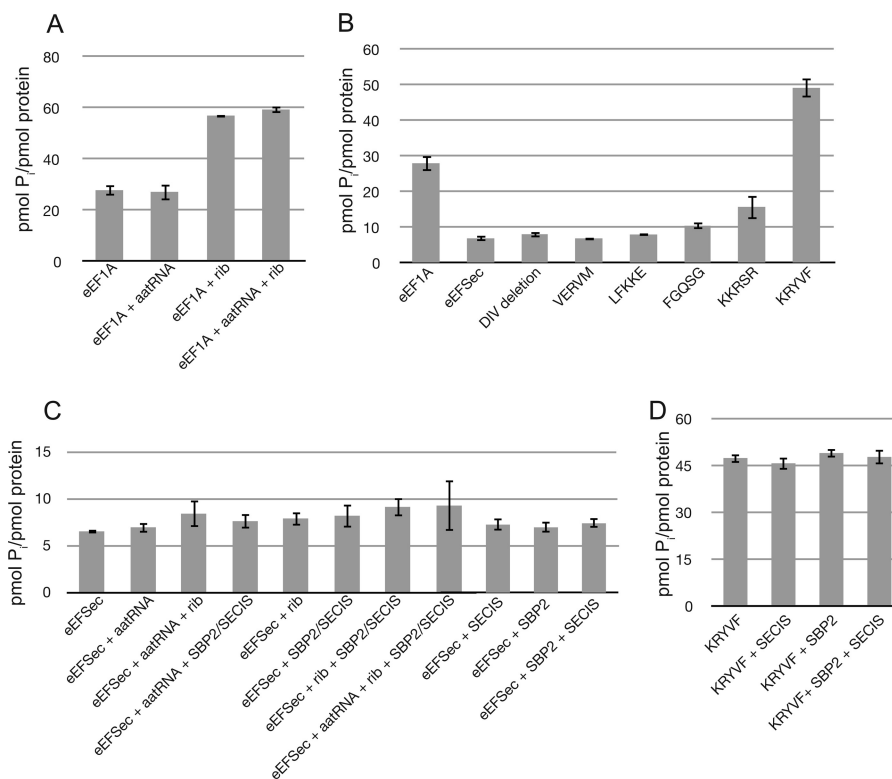 A
pmol Pi/pmol protein
80
60
40
20
0
eEF1A
eEF1A + aatRNA
eEF1A + rib
eEF1A + aatRNA + rib
B
pmol Pi/pmol protein
60
50
40
30
20
10
0
eEF1A
eEFSec
DIV deletion
VERVM
LFKKE
FGQSG
KKRSR
KRYVF
C
pmol Pi/pmol protein
15
10
5
0
eEFSec
eEFSec + aatRNA
eEFSec + aatRNA + rib
eEFSec + aatRNA + SBP2/SECIS
eEFSec + rib
eEFSec + SBP2/SECIS
eEFSec + rib + SBP2/SECIS
eEFSec + aatRNA + rib + SBP2/SECIS
eEFSec + SECIS
eEFSec + SBP2
eEFSec + SBP2 + SECIS
D
pmol Pi/pmol protein
60
45
30
15
0
KRYVF
KRYVF + SECIS
KRYVF + SBP2
KRYVF+ SBP2 + SECIS